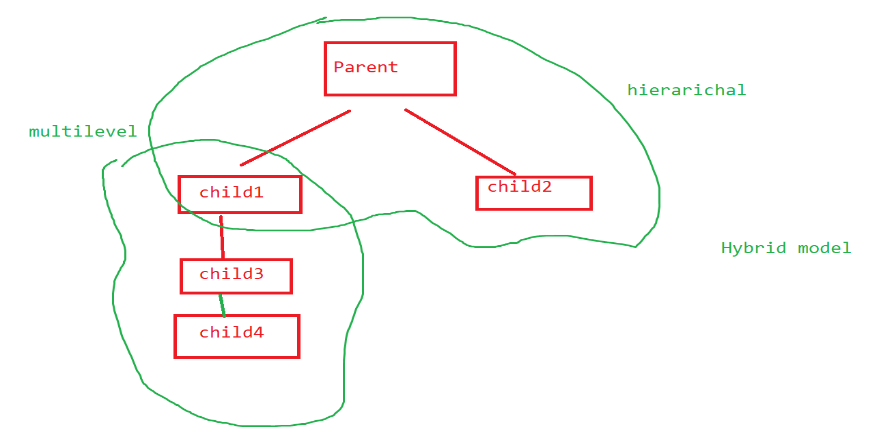 Parent
hierarichal
multilevel
child1
child2
Hybrid model
child3
child4